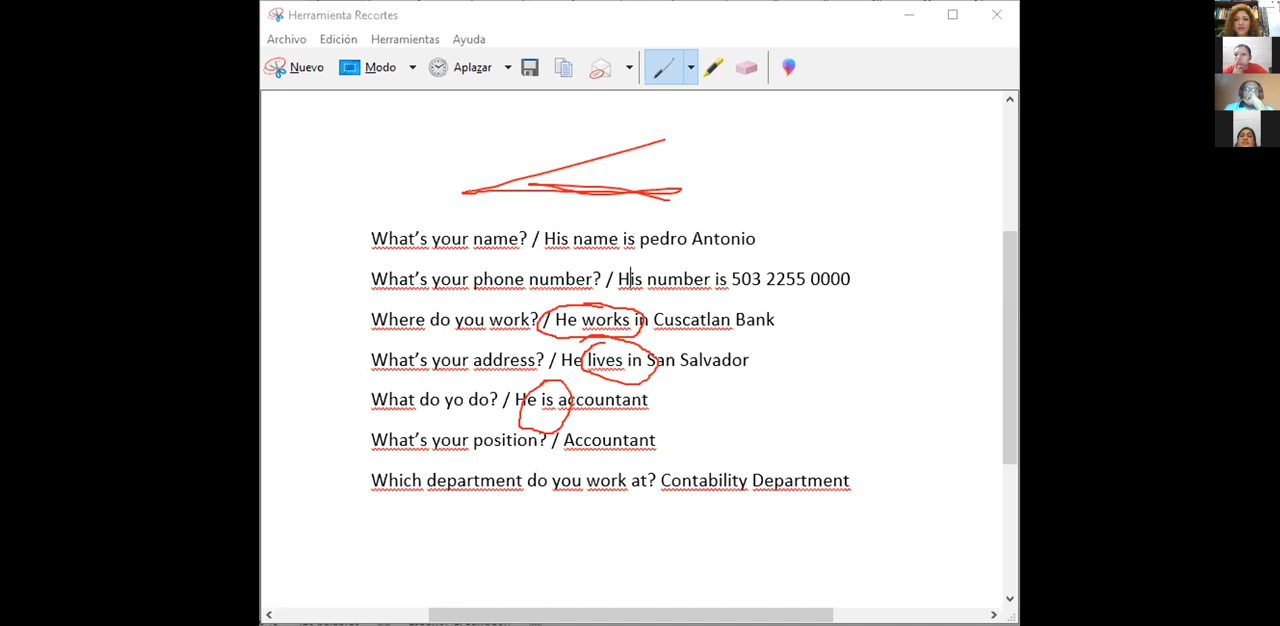 Herramienta Recortes
Archivo Edición Herramientas Ayuda
Nuevo Modo Aplazar
What's your name? / His name is pedro Antonio
What's your phone number? / His number is 503 2255 0000
Where do you work? / He works in Cuscatlan Bank
What's your address? / He lives in San Salvador
What do yo do? / He is accountant
What's your position? / Accountant
Which department do you work at? Contability Department